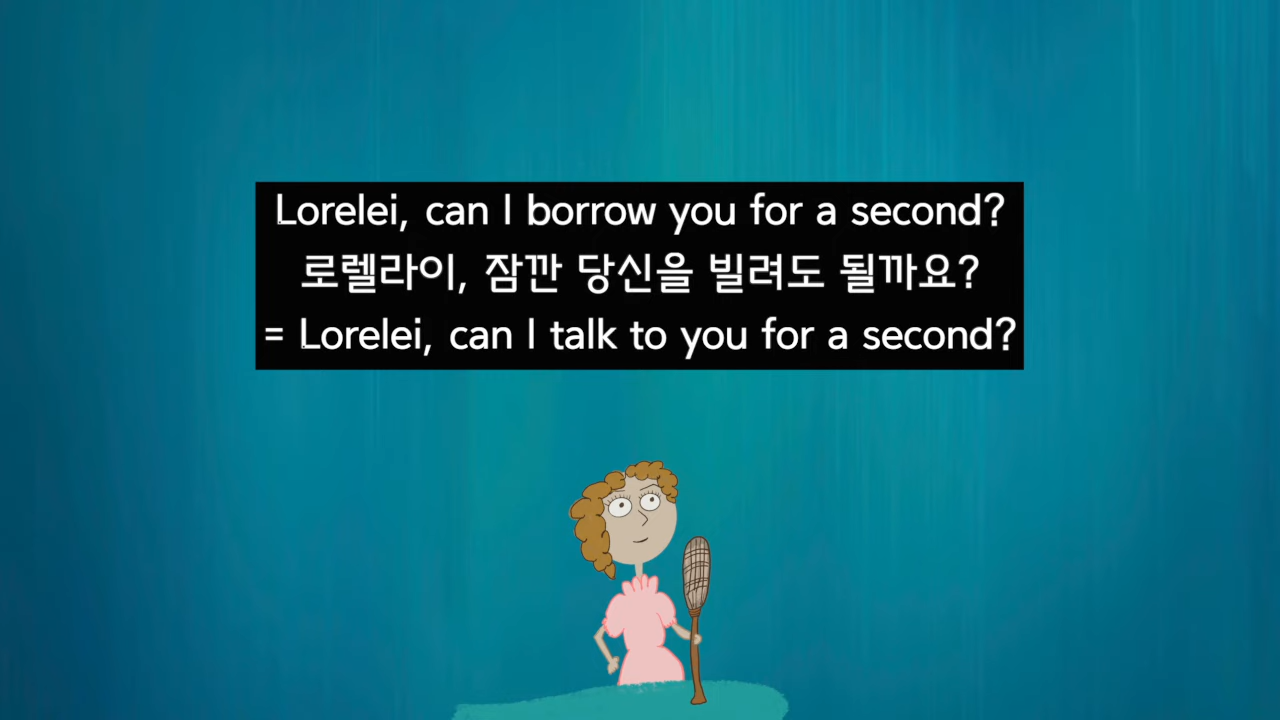 Lorelei, can I borrow you for a second?
로렐라이, 잠깐 당신을 빌려도 될까요?
= Lorelei, can I talk to you for a second?